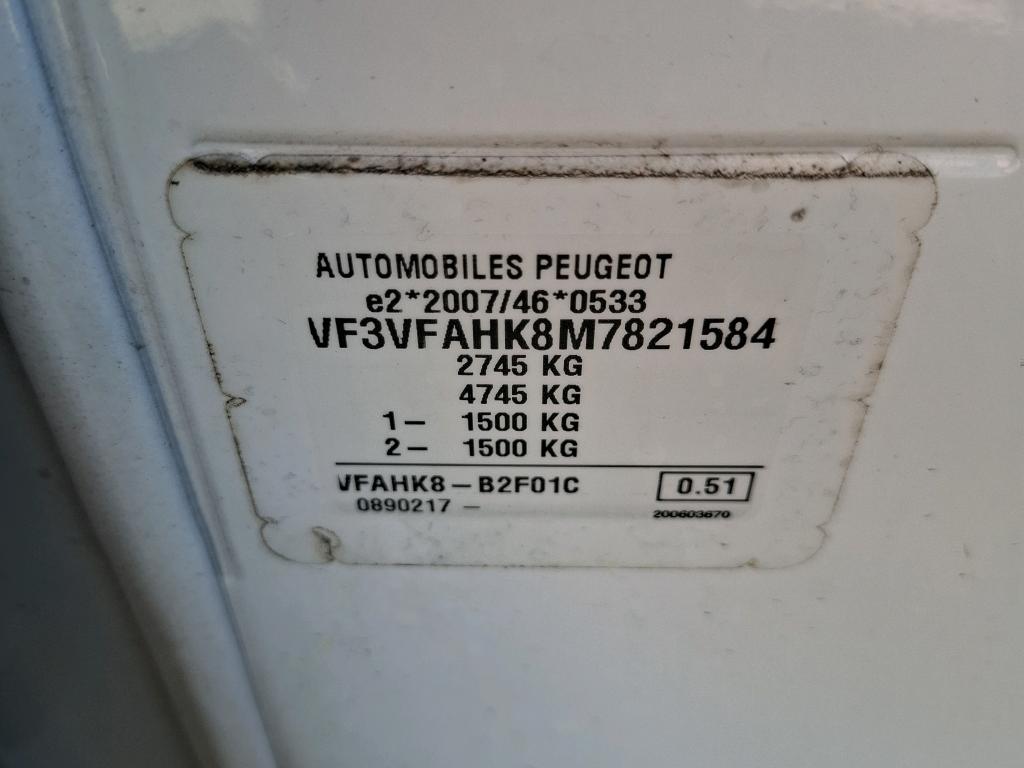 AUTOMOBILES PEUGEOT
e2*2007/46*0533
VF3VFAHK8M7821584
2745 KG
4745 KG
1- 1500 KG
2- 1500 KG
VFAHK8-B2F01C 0.51
0890217 - 200603670